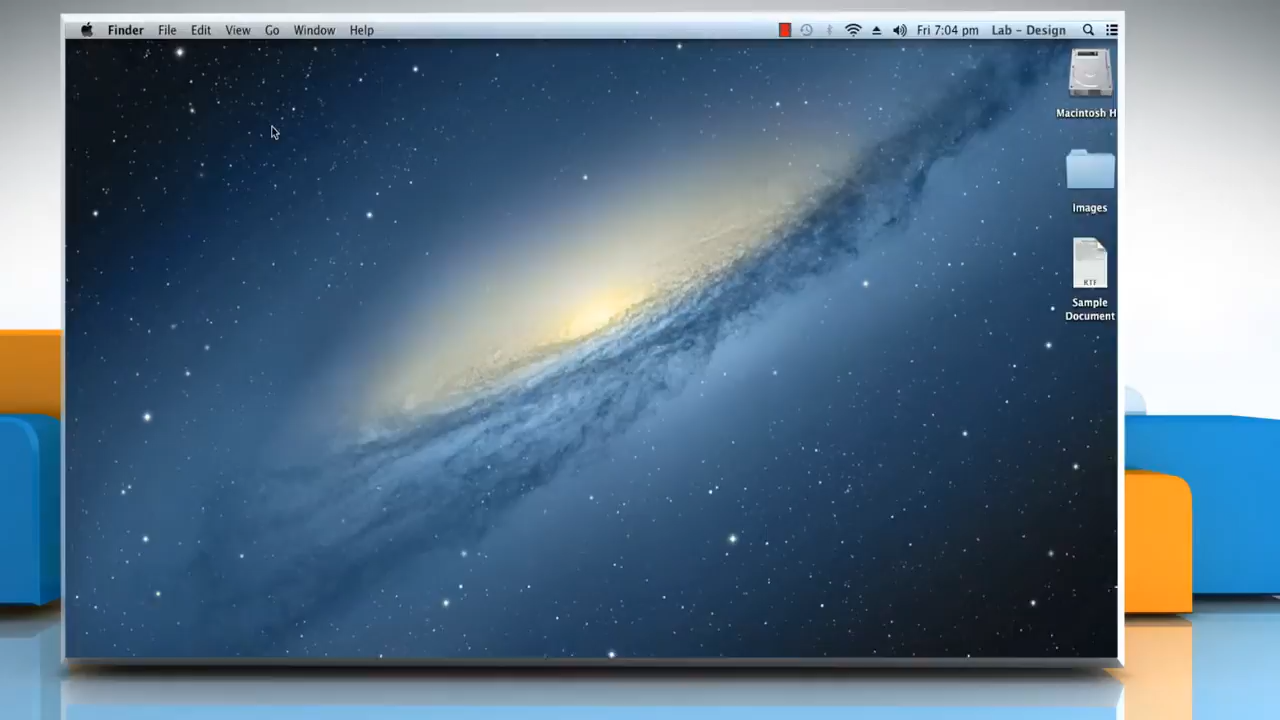 Finder File Edit View Go Window Help Fri 7:04 pm Lab – Design
Macintosh H
Images
RTF
Sample
Document